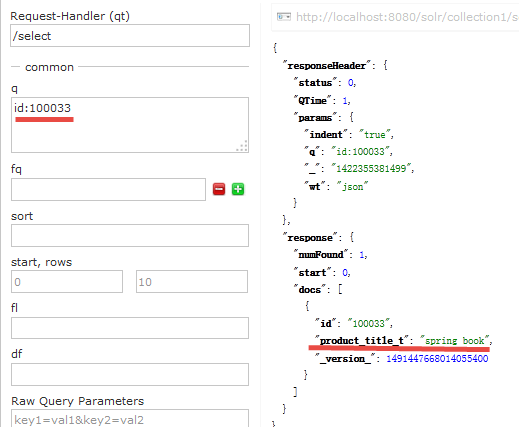 Request-Handler (qt)
/select
common
q
id:100033
fq
sort
start, rows
0
10
fl
df
Raw Query Parameters
key1=val1&key2=val2
http://localhost:8080/solr/collection1/s
{
"responseHeader": {
"status": 0,
"QTime": 1,
"params": {
"indent": "true",
"q": "id:100033",
"_": "1422355381499",
"wt": "json"
}
},
"response": {
"numFound": 1,
"start": 0,
"docs": [
{
"id": "100033",
"product_title_t": "spring book",
"_version_": 1491447668014055400
}
]
}
}